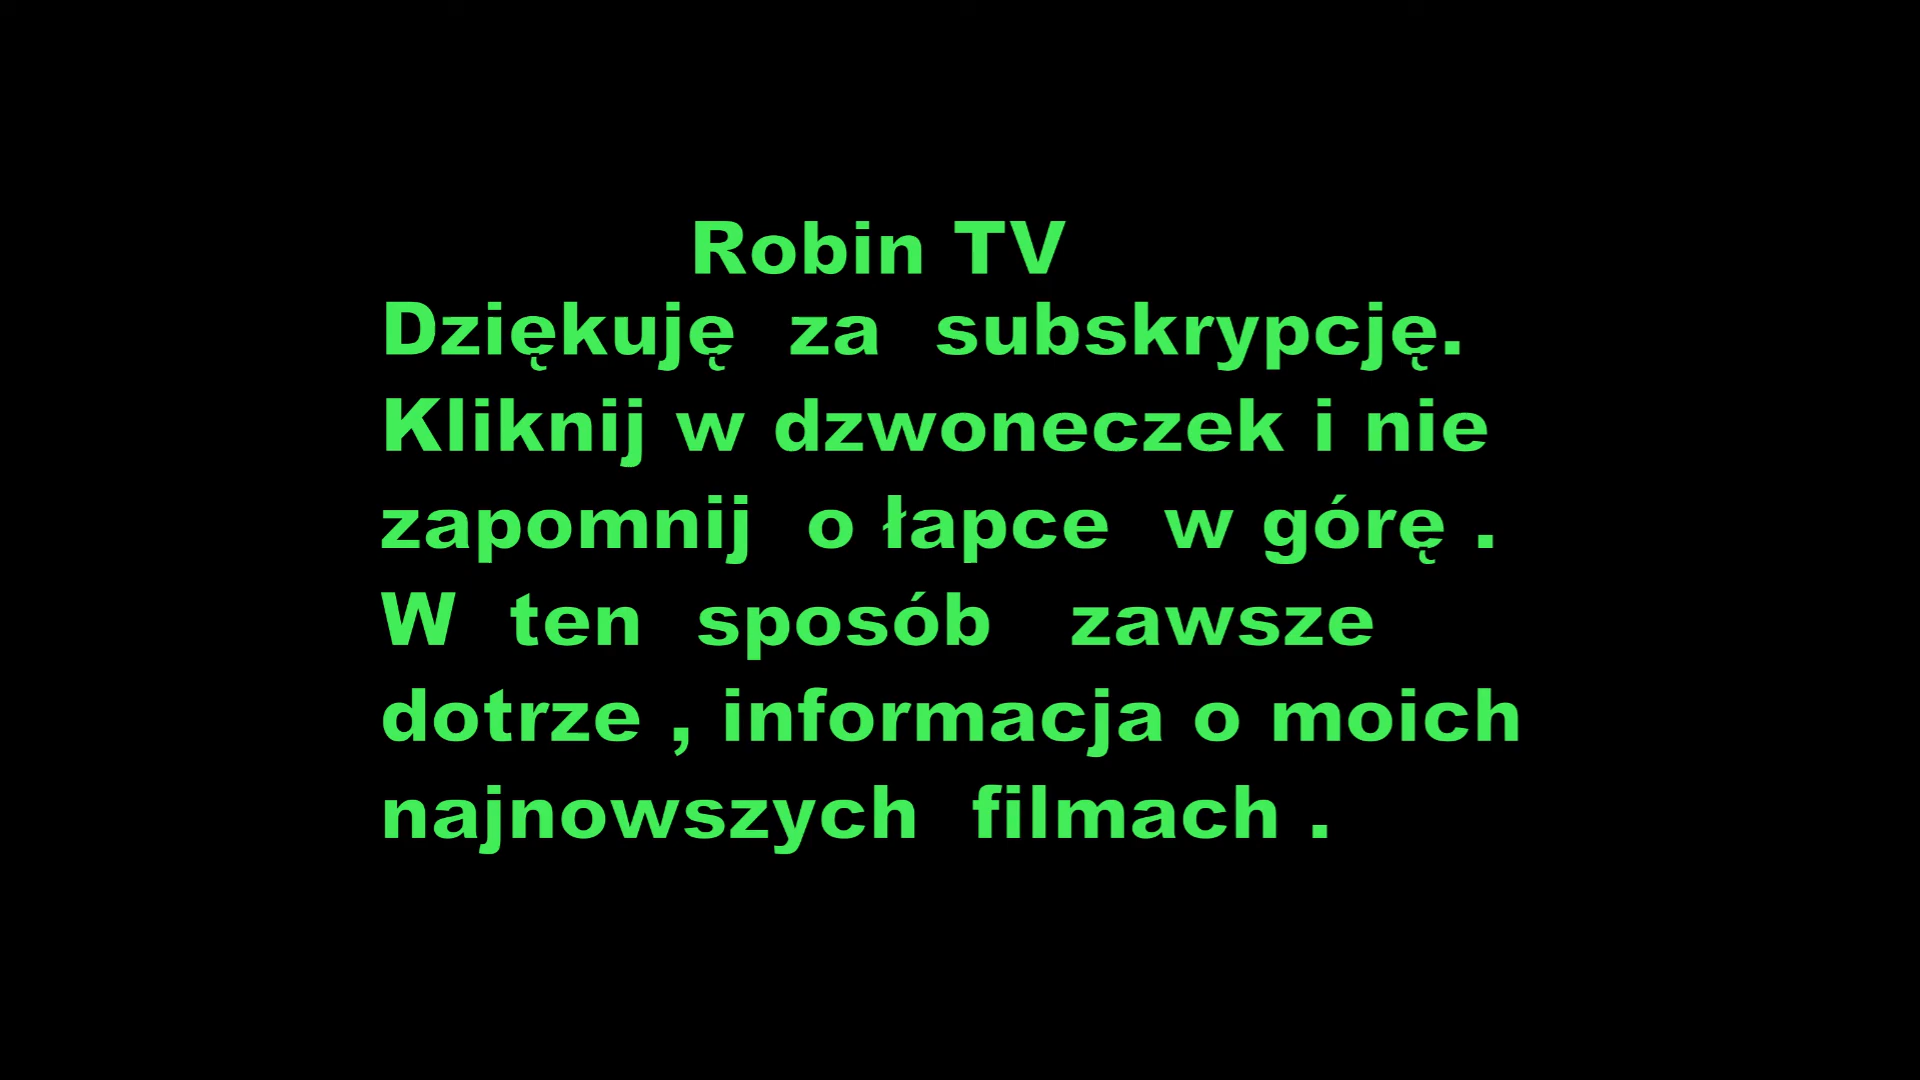 Robin TV
Dziękuję za subskrypcję.
Kliknij w dzwoneczek i nie
zapomnij o łapce w górę .
W ten sposób zawsze
dotrze , informacja o moich
najnowszych filmach .